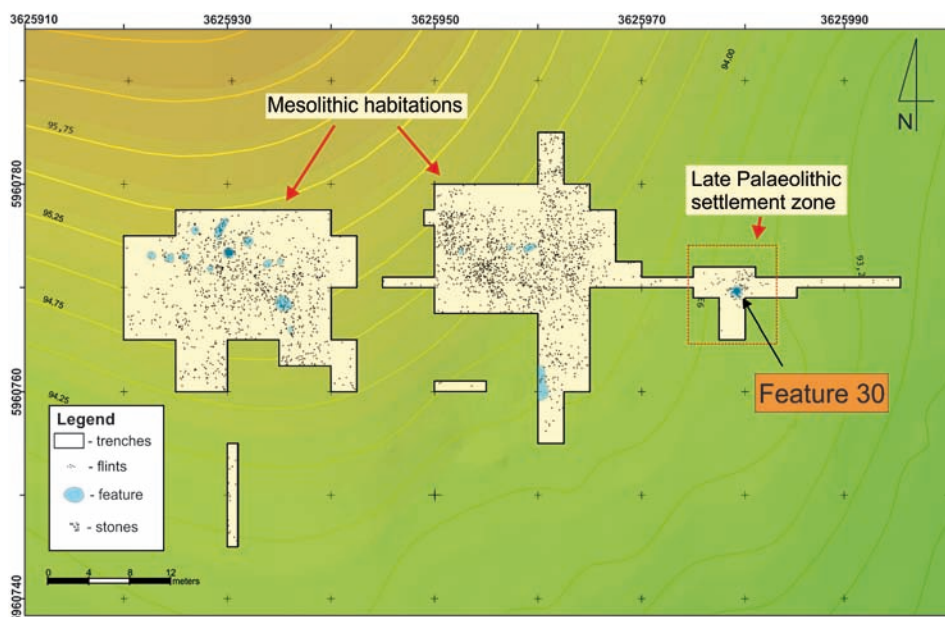 3625910 3625930 3625950 3625970 3625990
5960780
5960760
5960740
94,00
95,75
95,25
94,75
94,25
93,2
Mesolithic habitations
Late Palaeolithic
settlement zone
N
Feature 30
Legend
- trenches
- flints
- feature
- stones
0 4 8 12
meters